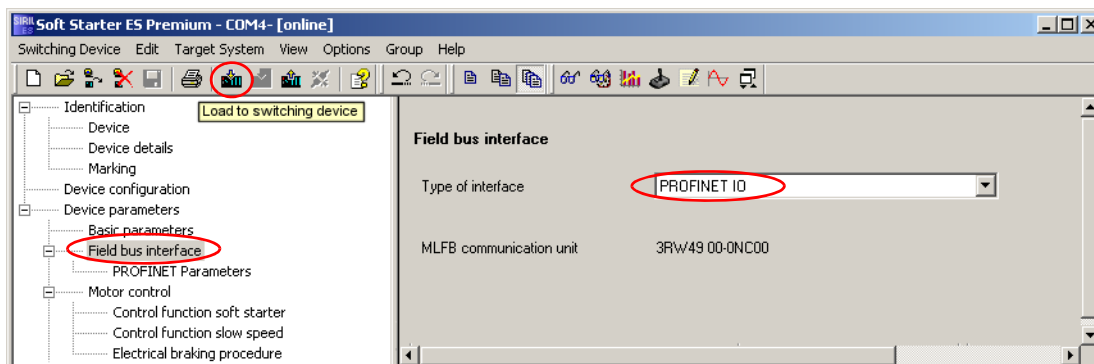 SIRIUS ES Soft Starter ES Premium - COM4- [online]
Switching Device Edit Target System View Options Group Help
Load to switching device
Identification
Device
Device details
Marking
Device configuration
Device parameters
Basic parameters
Field bus interface
PROFINET Parameters
Motor control
Control function soft starter
Control function slow speed
Electrical braking procedure
Field bus interface
Type of interface PROFINET IO
MLFB communication unit 3RW49 00-0NC00